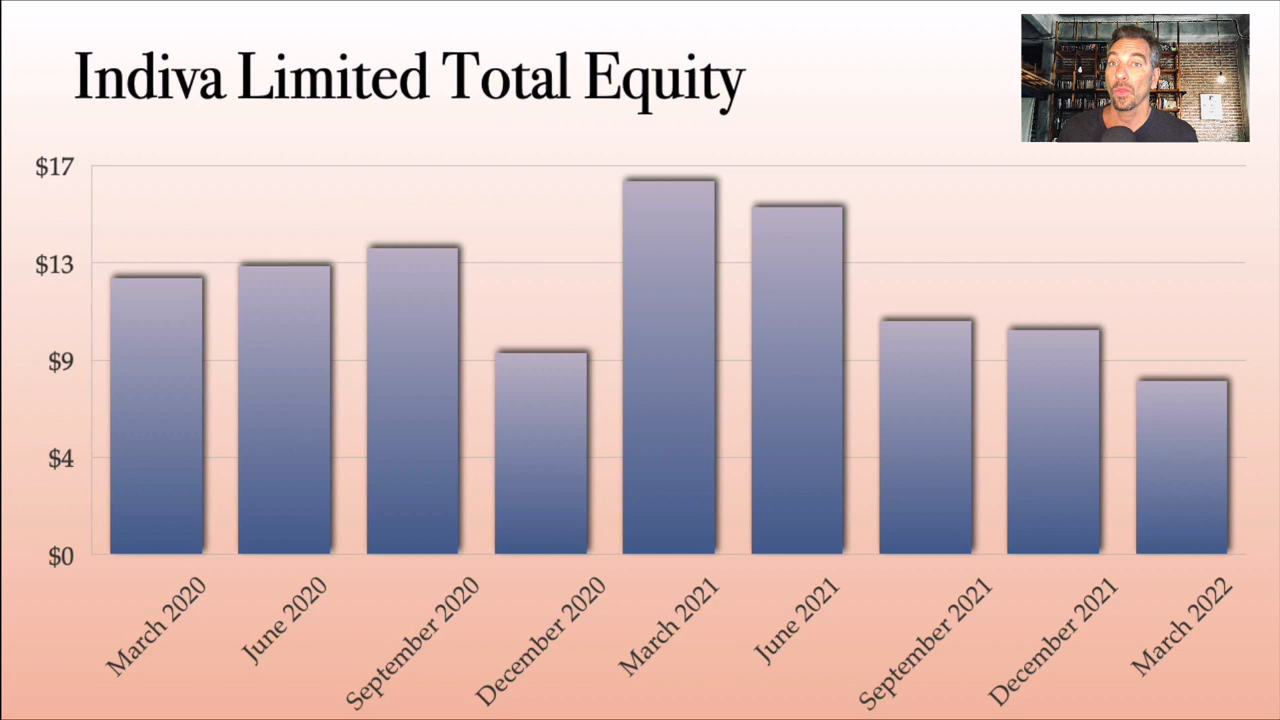 Indiva Limited Total Equity
$17
$13
$9
$4
$0
March 2020
June 2020
September 2020
December 2020
March 2021
June 2021
September 2021
December 2021
March 2022